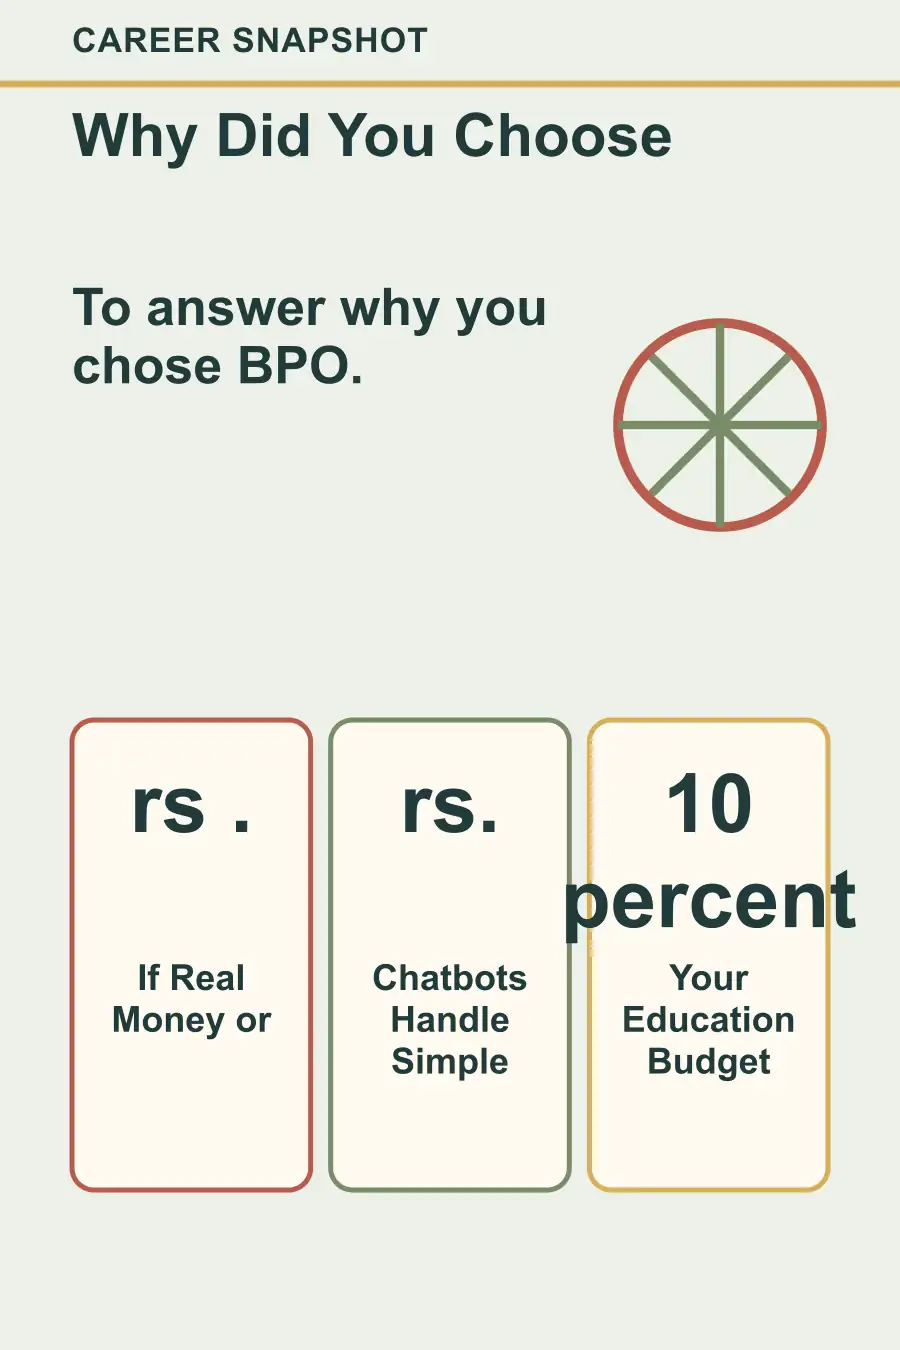 CAREER SNAPSHOT
Why Did You Choose
To answer why you
chose BPO.
rs .
If Real
Money or
rs.
Chatbots
Handle
Simple
10
percent
Your
Education
Budget